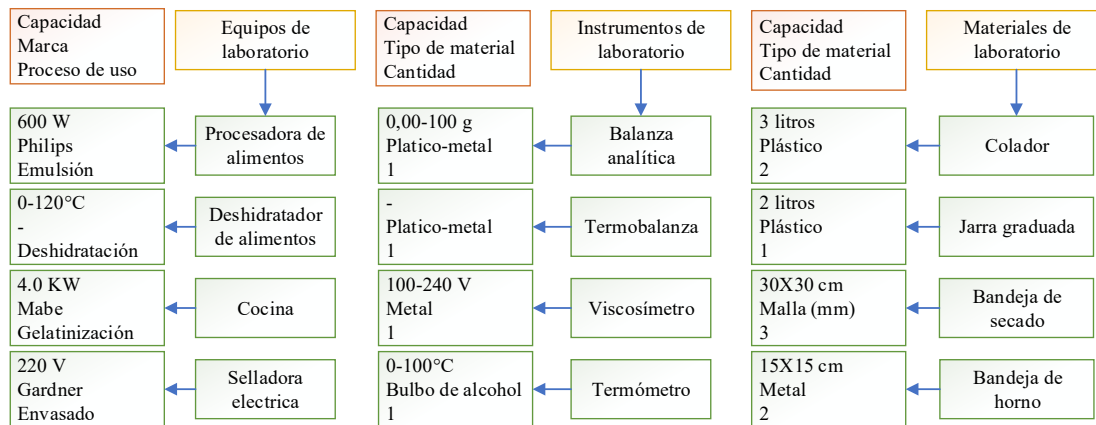 Capacidad
Marca
Proceso de uso
Equipos de
laboratorio
Capacidad
Tipo de material
Cantidad
Instrumentos de
laboratorio
Capacidad
Tipo de material
Cantidad
Materiales de
laboratorio
600 W
Philips
Emulsión
Procesadora de
alimentos
0,00-100 g
Platico-metal
1
Balanza
analítica
3 litros
Plástico
2
Colador
0-120°C
-
Deshidratación
Deshidratador
de alimentos
-
Platico-metal
1
Termobalanza
2 litros
Plástico
1
Jarra graduada
4.0 KW
Mabe
Gelatinización
Cocina
100-240 V
Metal
1
Viscosímetro
30X30 cm
Malla (mm)
3
Bandeja de
secado
220 V
Gardner
Envasado
Selladora
electrica
0-100°C
Bulbo de alcohol
1
Termómetro
15X15 cm
Metal
2
Bandeja de
horno